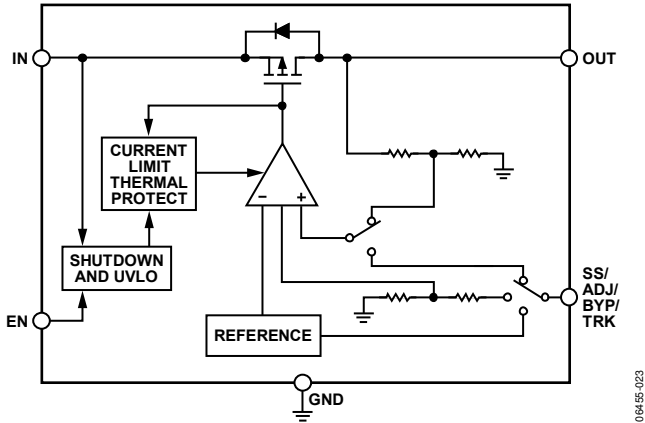 IN
OUT
CURRENT
LIMIT
THERMAL
PROTECT
–
+
SHUTDOWN
AND UVLO
SS/
ADJ/
BYP/
TRK
EN
REFERENCE
GND
06455-023